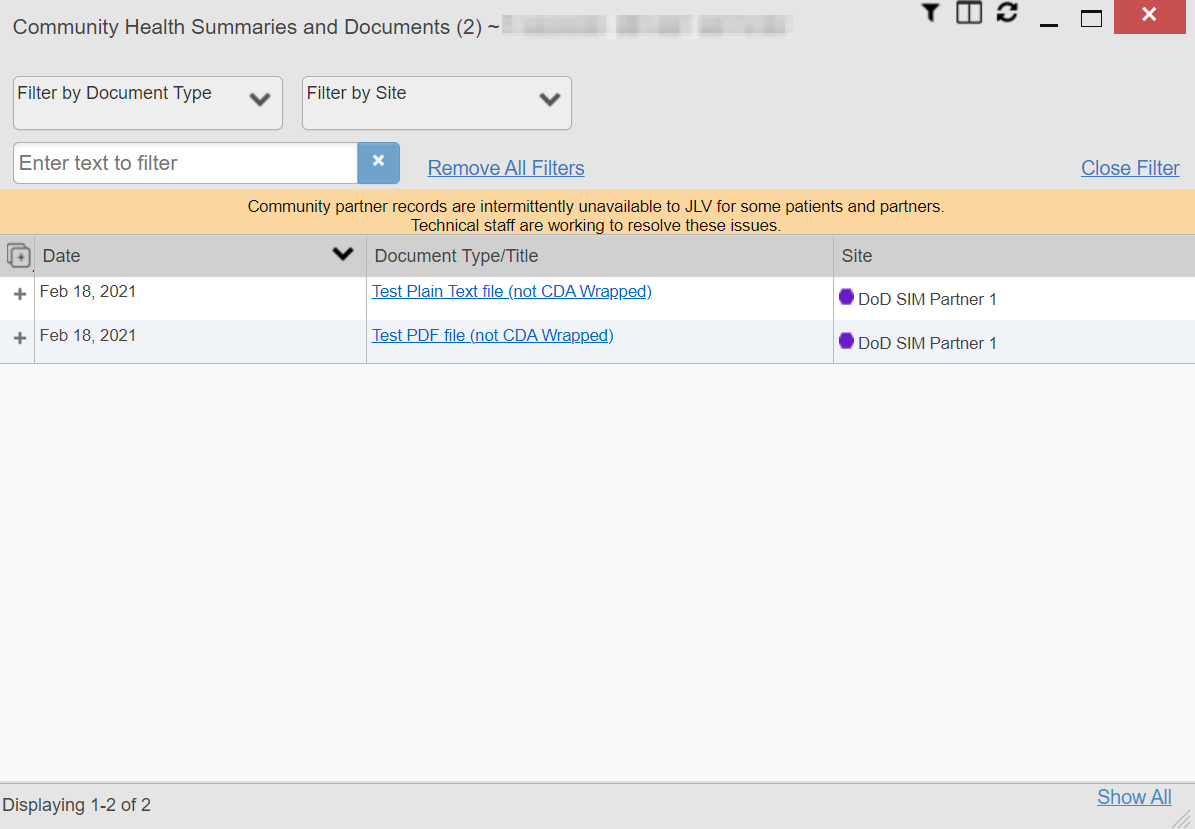 Community Health Summaries and Documents (2) ~
Filter by Document Type
Filter by Site
Enter text to filter
Remove All Filters
Close Filter
Community partner records are intermittently unavailable to JLV for some patients and partners.
Technical staff are working to resolve these issues.
Date Document Type/Title Site
Feb 18, 2021 Test Plain Text file (not CDA Wrapped) DoD SIM Partner 1
Feb 18, 2021 Test PDF file (not CDA Wrapped) DoD SIM Partner 1
Displaying 1-2 of 2
Show All